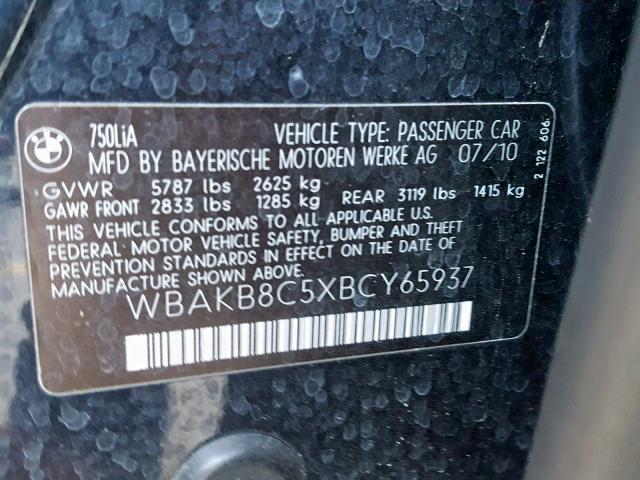 BMW
750LiA VEHICLE TYPE: PASSENGER CAR
MFD BY BAYERISCHE MOTOREN WERKE AG 07/10
GVWR 5787 lbs 2625 kg
GAWR FRONT 2833 lbs 1285 kg REAR 3119 lbs 1415 kg
THIS VEHICLE CONFORMS TO ALL APPLICABLE U.S.
FEDERAL MOTOR VEHICLE SAFETY, BUMPER AND THEFT
PREVENTION STANDARDS IN EFFECT ON THE DATE OF
MANUFACTURE SHOWN ABOVE.
WBAKB8C5XBCY65937
2 122 606